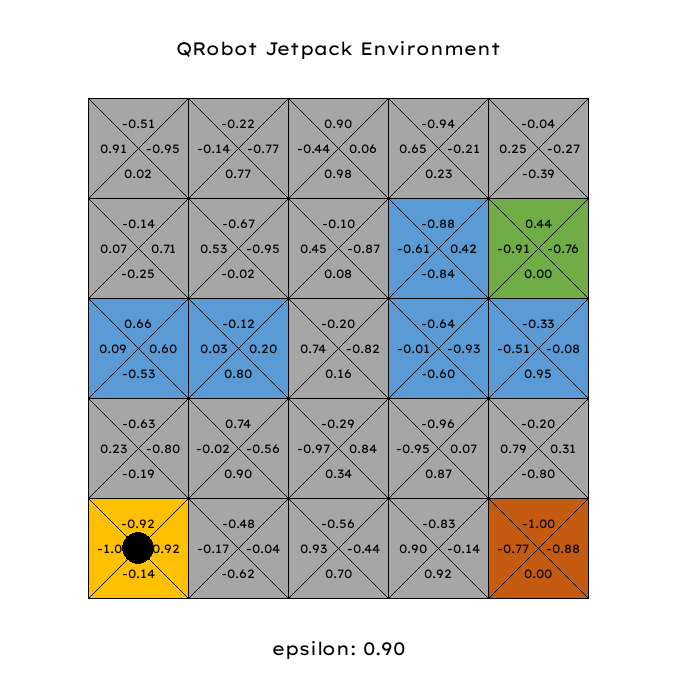 QRobot Jetpack Environment
-0.51 -0.22 0.90 -0.94 -0.04
0.91 -0.95 -0.14 -0.77 -0.44 0.06 0.65 -0.21 0.25 -0.27
0.02 0.77 0.98 0.23 -0.39
-0.14 -0.67 -0.10 -0.88 0.44
0.07 0.71 0.53 -0.95 0.45 -0.87 -0.61 0.42 -0.91 -0.76
-0.25 -0.02 0.08 -0.84 0.00
0.66 -0.12 -0.20 -0.64 -0.33
0.09 0.60 0.03 0.20 0.74 -0.82 -0.01 -0.93 -0.51 -0.08
-0.53 0.80 0.16 -0.60 0.95
-0.63 0.74 -0.29 -0.96 -0.20
0.23 -0.80 -0.02 -0.56 -0.97 0.84 -0.95 0.07 0.79 0.31
-0.19 0.90 0.34 0.87 -0.80
-0.92 -0.48 -0.56 -0.83 -1.00
-0.17 -0.04 0.93 -0.44 0.90 -0.14 -0.77 -0.88
-0.14 -0.62 0.70 0.92 0.00
epsilon: 0.90